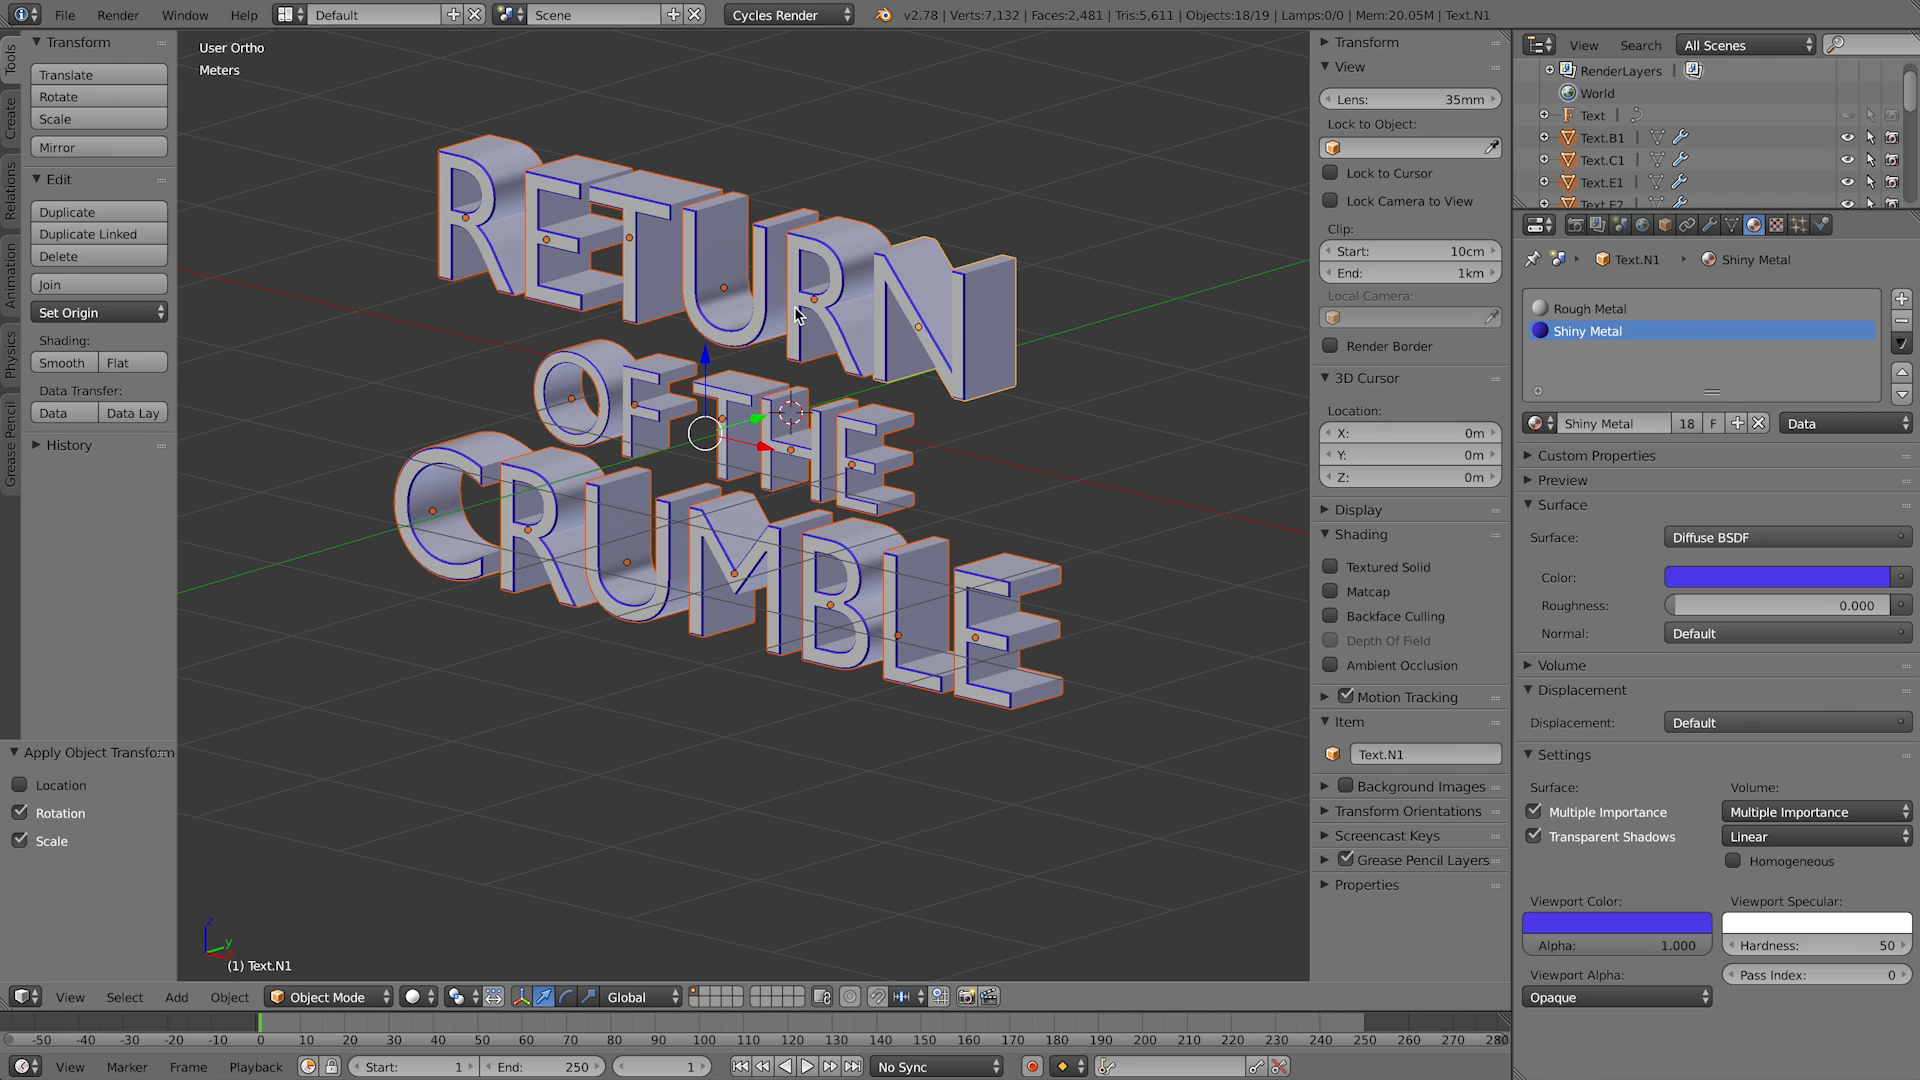 File Render Window Help Default Scene Cycles Render v2.78 | Verts:7,132 | Faces:2,481 | Tris:5,611 | Objects:18/19 | Lamps:0/0 | Mem:20.05M | Text.N1
Tools
Create
Relations
Animation
Physics
Grease Pencil
Transform
Translate
Rotate
Scale
Mirror
Edit
Duplicate
Duplicate Linked
Delete
Join
Set Origin
Shading:
Smooth Flat
Data Transfer:
Data Data Lay
History
Apply Object Transform
Location
Rotation
Scale
User Ortho
Meters
RETURN
OF THE
CRUMBLE
z
y
(1) Text.N1
Transform
View
Lens: 35mm
Lock to Object:
Lock to Cursor
Lock Camera to View
Clip:
Start: 10cm
End: 1km
Local Camera:
Render Border
3D Cursor
Location:
X: 0m
Y: 0m
Z: 0m
Display
Shading
Textured Solid
Matcap
Backface Culling
Depth Of Field
Ambient Occlusion
Motion Tracking
Item
Text.N1
Background Images
Transform Orientations
Screencast Keys
Grease Pencil Layers
Properties
View Search All Scenes
RenderLayers
World
Text
Text.B1
Text.C1
Text.E1
Text.E2
Text.N1 Shiny Metal
Rough Metal
Shiny Metal
Shiny Metal 18 F Data
Custom Properties
Preview
Surface
Surface: Diffuse BSDF
Color:
Roughness: 0.000
Normal: Default
Volume
Displacement
Displacement: Default
Settings
Surface: Volume:
Multiple Importance Multiple Importance
Transparent Shadows Linear
Homogeneous
Viewport Color: Viewport Specular:
Alpha: 1.000 Hardness: 50
Viewport Alpha: Pass Index: 0
Opaque
View Select Add Object Object Mode Global
-50 -40 -30 -20 -10 0 10 20 30 40 50 60 70 80 90 100 110 120 130 140 150 160 170 180 190 200 210 220 230 240 250 260 270 280
View Marker Frame Playback Start: 1 End: 250 1 No Sync